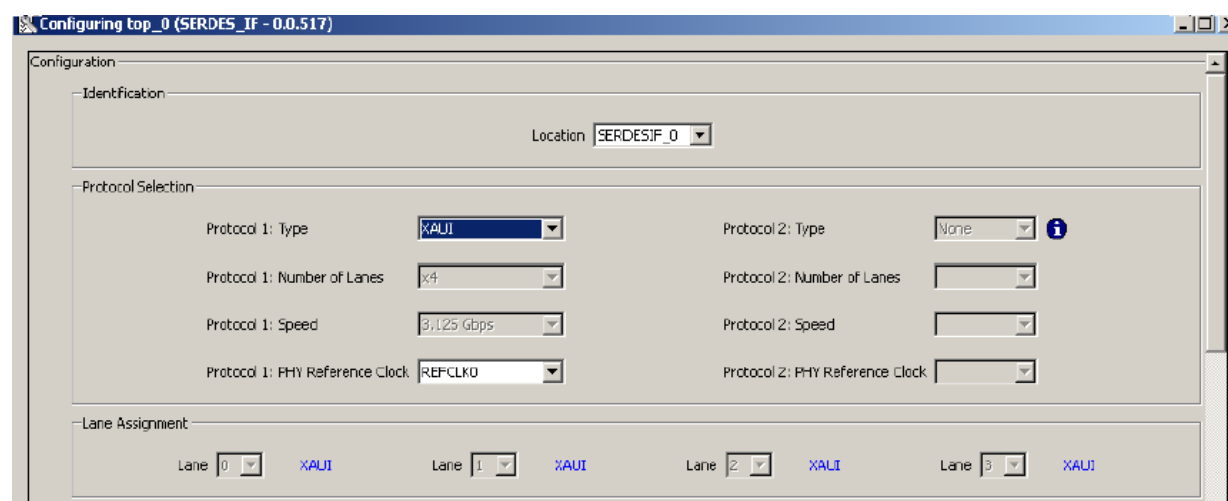 Configuring top_0 (SERDES_IF - 0.0.517)
Configuration
Identification
Location SERDESIF_0
Protocol Selection
Protocol 1: Type XAUI Protocol 2: Type None
Protocol 1: Number of Lanes x4 Protocol 2: Number of Lanes
Protocol 1: Speed 3.125 Gbps Protocol 2: Speed
Protocol 1: PHY Reference Clock REFCLK0 Protocol 2: PHY Reference Clock
Lane Assignment
Lane 0 XAUI Lane 1 XAUI Lane 2 XAUI Lane 3 XAUI